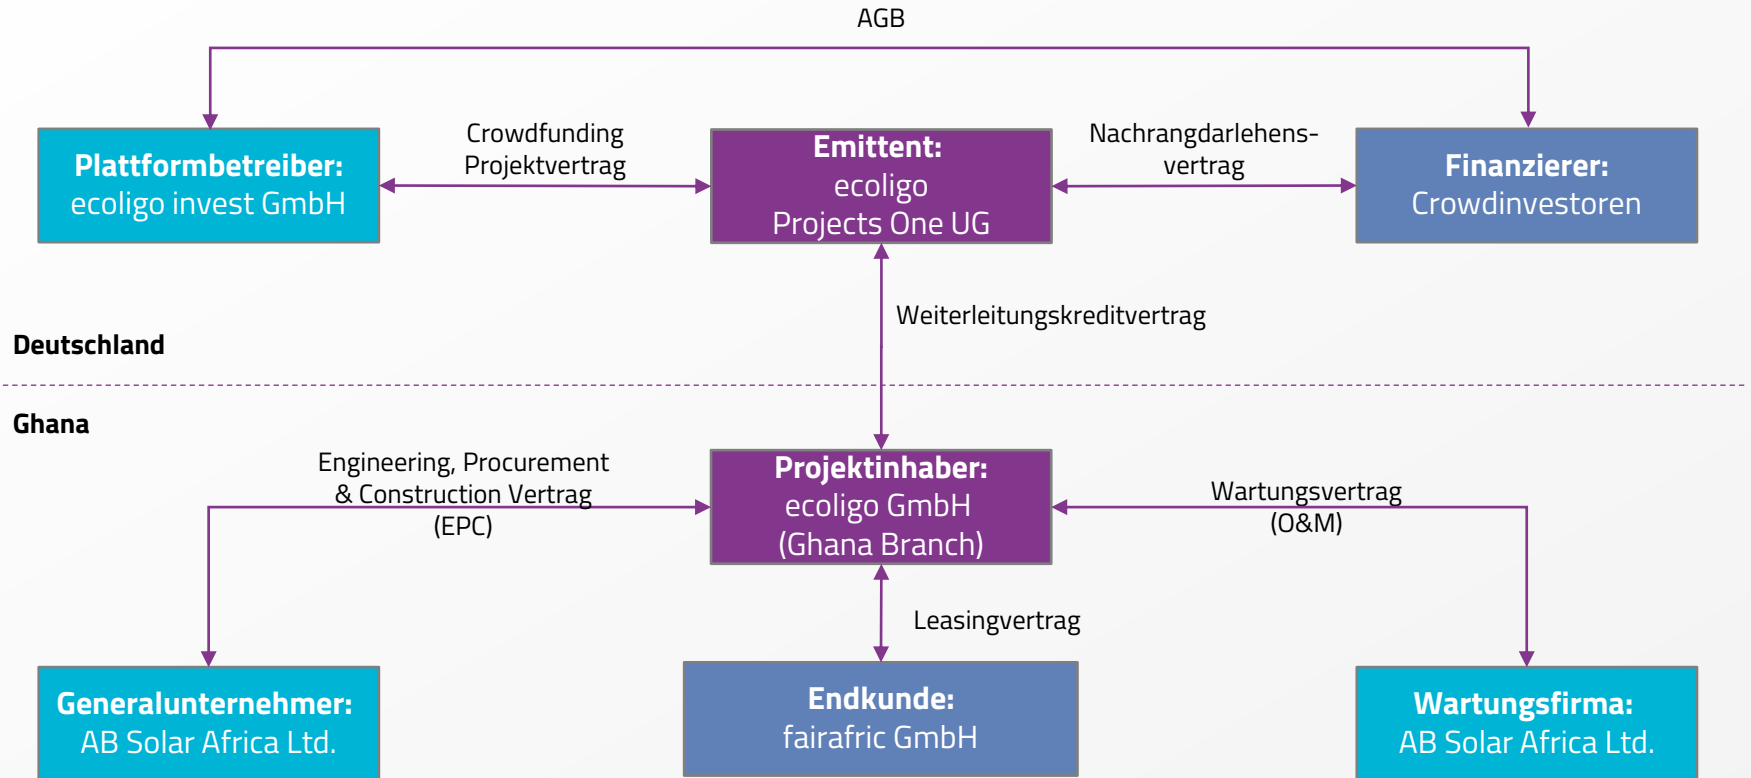 AGB
Plattformbetreiber:
ecoligo invest GmbH
Crowdfunding
Projektvertrag
Emittent:
ecoligo
Projects One UG
Nachrangdarlehens-
vertrag
Finanzierer:
Crowdinvestoren
Weiterleitungskreditvertrag
Deutschland
Ghana
Engineering, Procurement
& Construction Vertrag
(EPC)
Projektinhaber:
ecoligo GmbH
(Ghana Branch)
Wartungsvertrag
(O&M)
Leasingvertrag
Generalunternehmer:
AB Solar Africa Ltd.
Endkunde:
fairafric GmbH
Wartungsfirma:
AB Solar Africa Ltd.